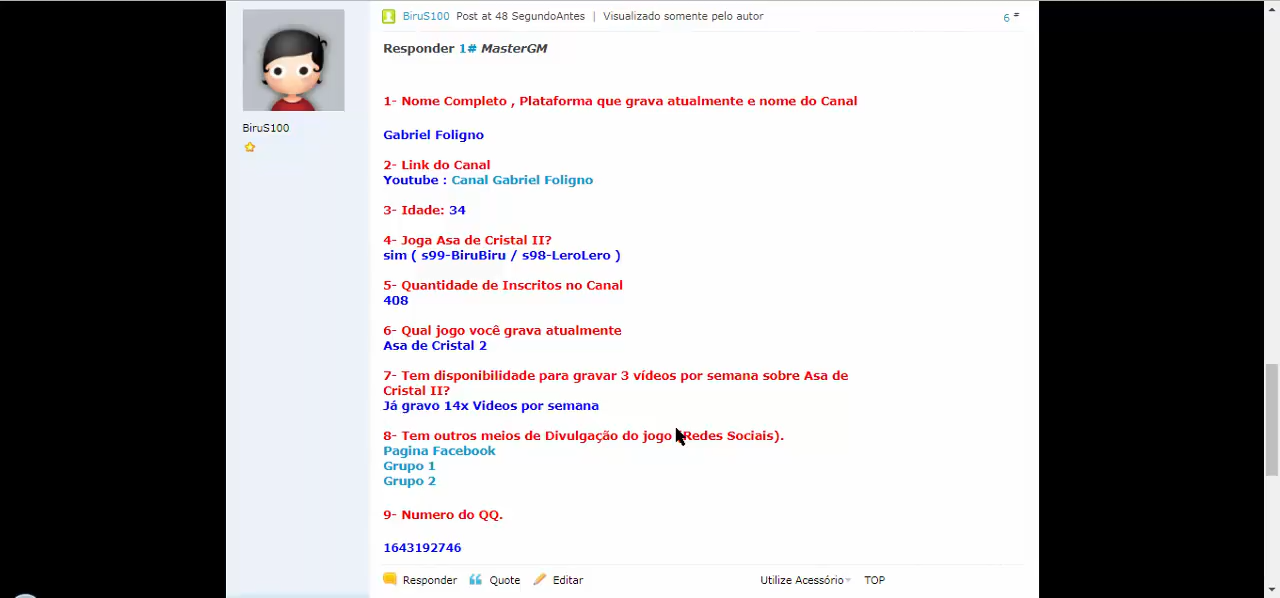 BiruS100 Post at 48 SegundoAntes | Visualizado somente pelo autor 6 #
Responder 1# MasterGM
BiruS100
1- Nome Completo , Plataforma que grava atualmente e nome do Canal
Gabriel Foligno
2- Link do Canal
Youtube : Canal Gabriel Foligno
3- Idade: 34
4- Joga Asa de Cristal II?
sim ( s99-BiruBiru / s98-LeroLero )
5- Quantidade de Inscritos no Canal
408
6- Qual jogo você grava atualmente
Asa de Cristal 2
7- Tem disponibilidade para gravar 3 vídeos por semana sobre Asa de
Cristal II?
Já gravo 14x Videos por semana
8- Tem outros meios de Divulgação do jogo (Redes Sociais).
Pagina Facebook
Grupo 1
Grupo 2
9- Numero do QQ.
1643192746
Responder Quote Editar Utilize Acessório TOP